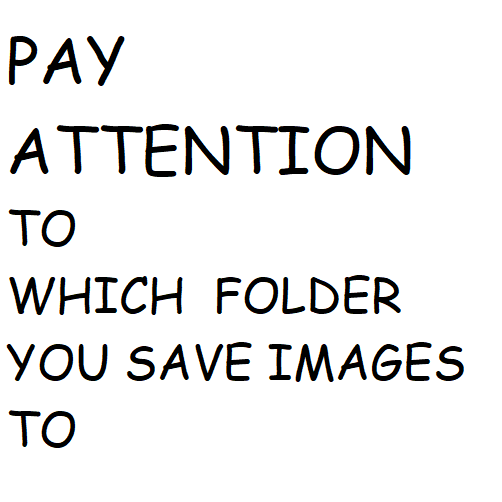 PAY
ATTENTION
TO
WHICH FOLDER
YOU SAVE IMAGES
TO